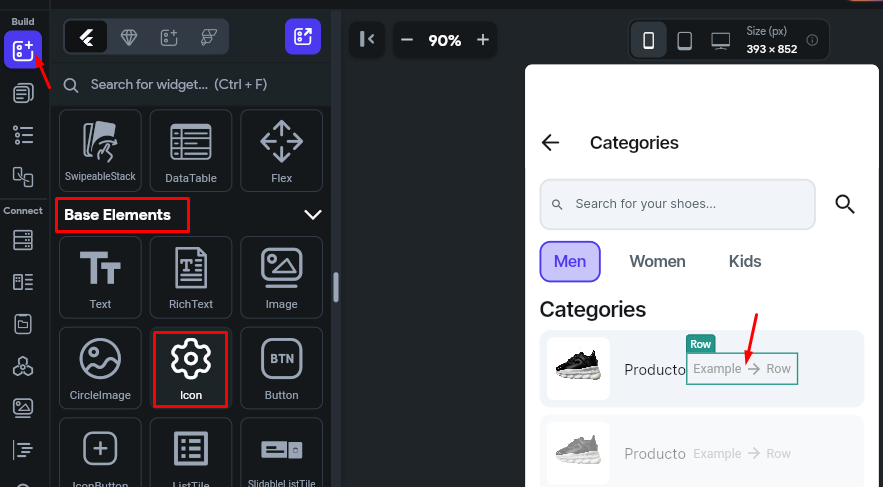 Build
Search for widget... (Ctrl + F)
SwipeableStack
DataTable
Flex
Connect
Base Elements
Text
RichText
Image
CircleImage
Icon
BTN
Button
IconButton
ListTile
SlidableListTile
90%
Size (px)
393 × 852
Categories
Search for your shoes...
Men
Women
Kids
Categories
Row
Producto
Example
Row
Producto
Example
Row